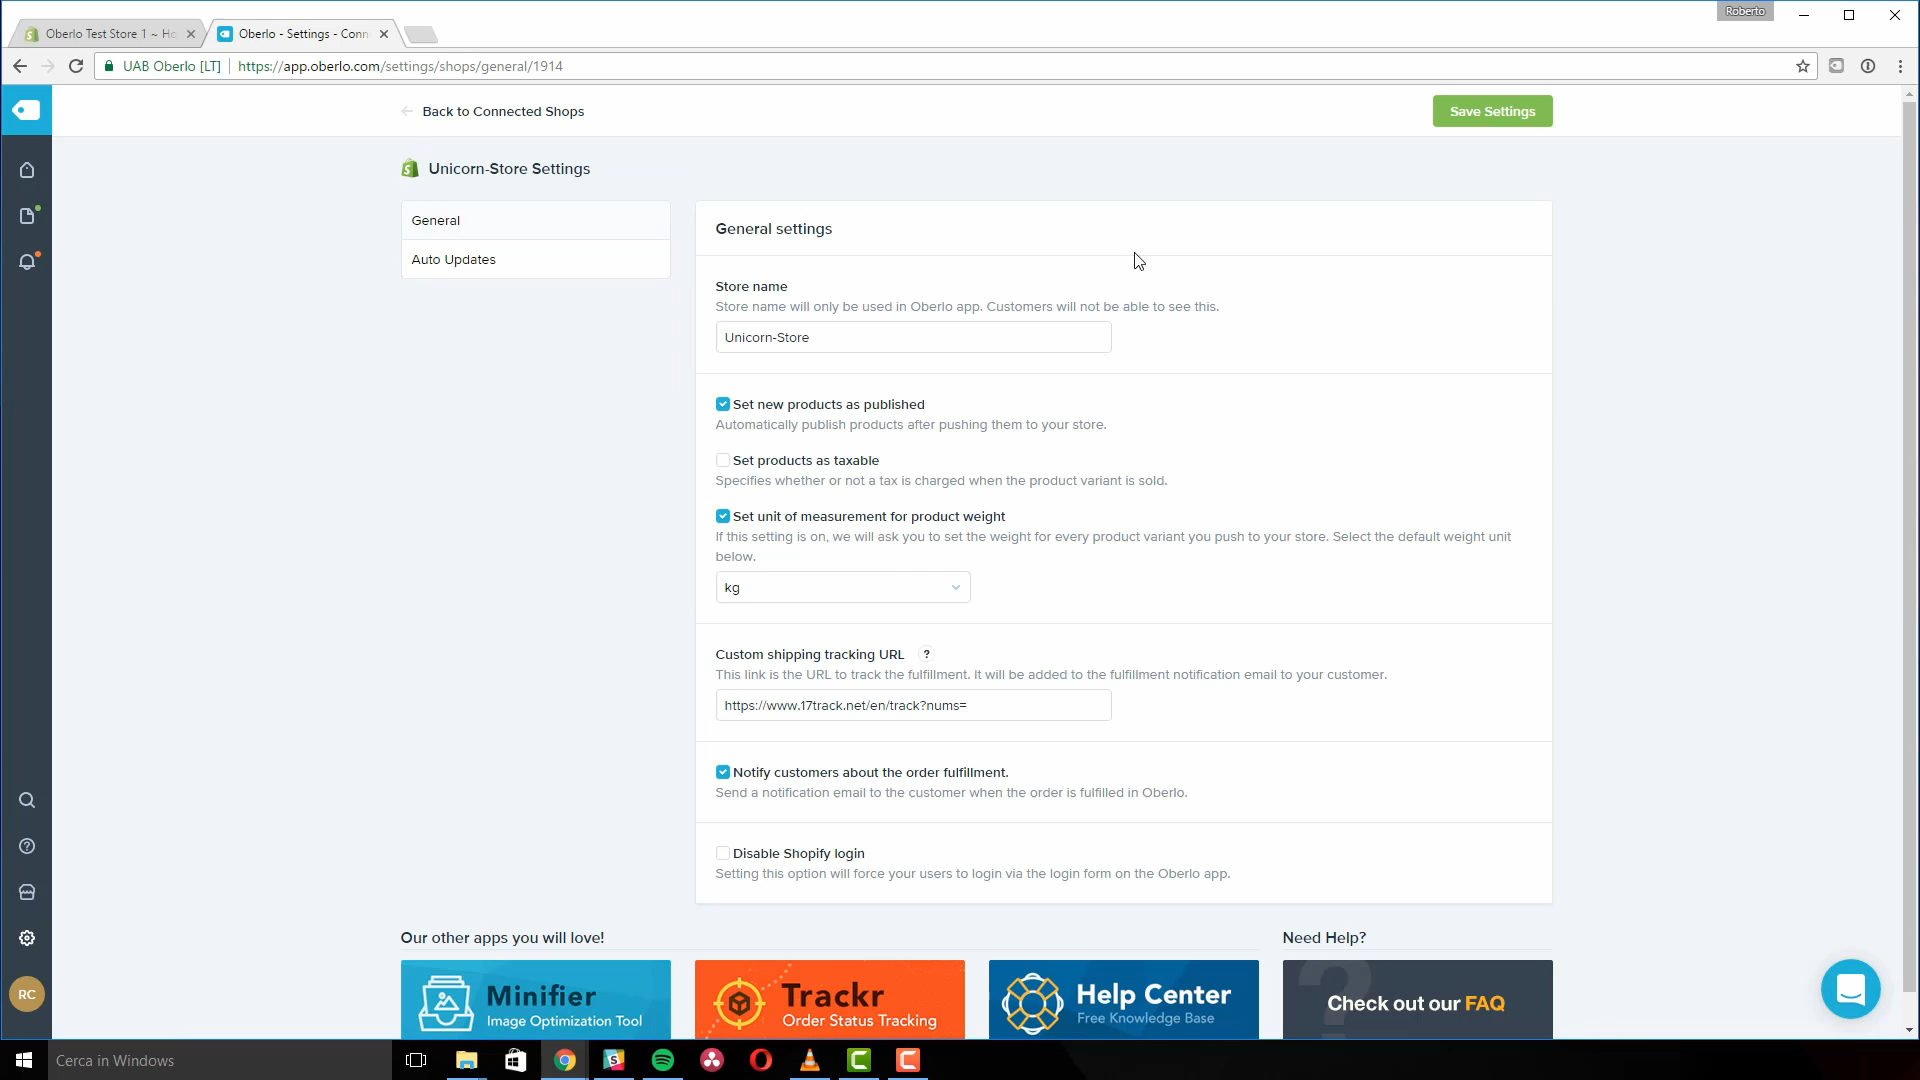 Roberto
Oberlo Test Store 1 ~ Ho
Oberlo - Settings - Conn
UAB Oberlo [LT]
https://app.oberlo.com/settings/shops/general/1914
Back to Connected Shops
Save Settings
Unicorn-Store Settings
General
Auto Updates
General settings
Store name
Store name will only be used in Oberlo app. Customers will not be able to see this.
Unicorn-Store
Set new products as published
Automatically publish products after pushing them to your store.
Set products as taxable
Specifies whether or not a tax is charged when the product variant is sold.
Set unit of measurement for product weight
If this setting is on, we will ask you to set the weight for every product variant you push to your store. Select the default weight unit
below.
kg
Custom shipping tracking URL ?
This link is the URL to track the fulfillment. It will be added to the fulfillment notification email to your customer.
https://www.17track.net/en/track?nums=
Notify customers about the order fulfillment.
Send a notification email to the customer when the order is fulfilled in Oberlo.
Disable Shopify login
Setting this option will force your users to login via the login form on the Oberlo app.
Our other apps you will love!
Need Help?
RC
Minifier
Image Optimization Tool
Trackr
Order Status Tracking
Help Center
Free Knowledge Base
Check out our FAQ
Cerca in Windows